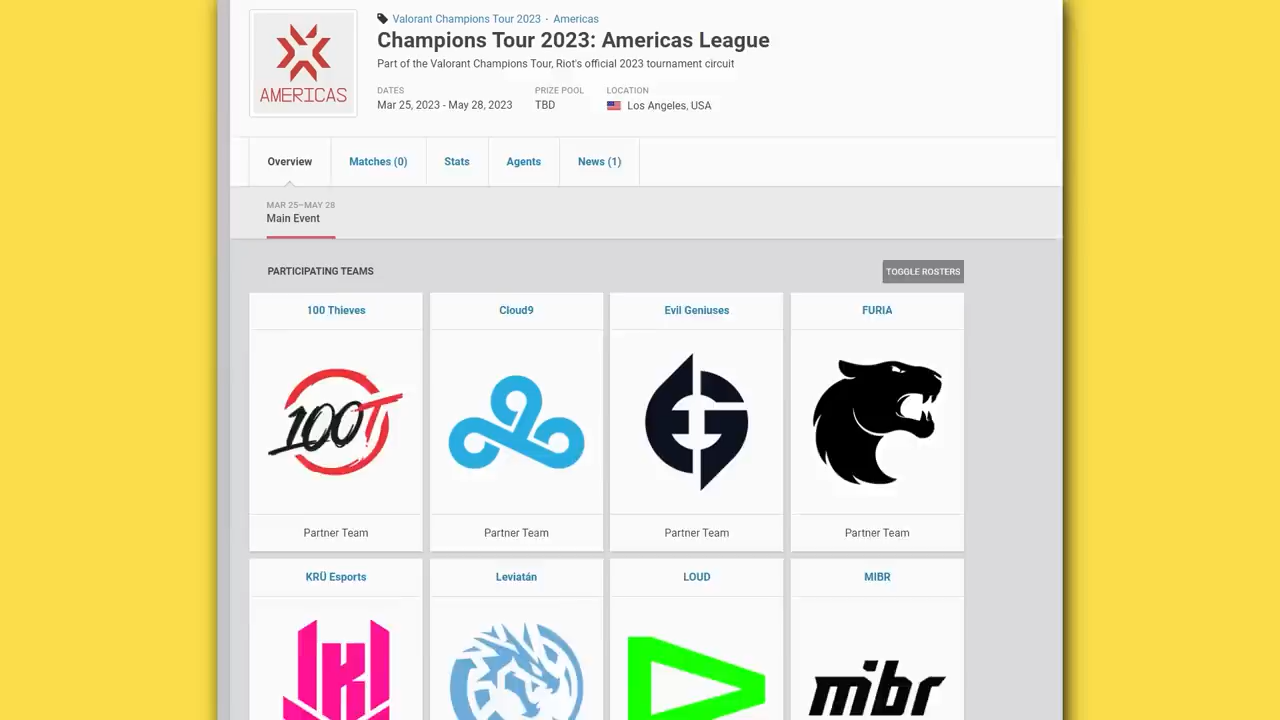 Valorant Champions Tour 2023 · Americas
Champions Tour 2023: Americas League
Part of the Valorant Champions Tour, Riot's official 2023 tournament circuit
AMERICAS
DATES PRIZE POOL LOCATION
Mar 25, 2023 - May 28, 2023 TBD Los Angeles, USA
Overview Matches (0) Stats Agents News (1)
MAR 25–MAY 28
Main Event
PARTICIPATING TEAMS TOGGLE ROSTERS
100 Thieves Cloud9 Evil Geniuses FURIA
100T EG
Partner Team Partner Team Partner Team Partner Team
KRÜ Esports Leviatán LOUD MIBR
mibr